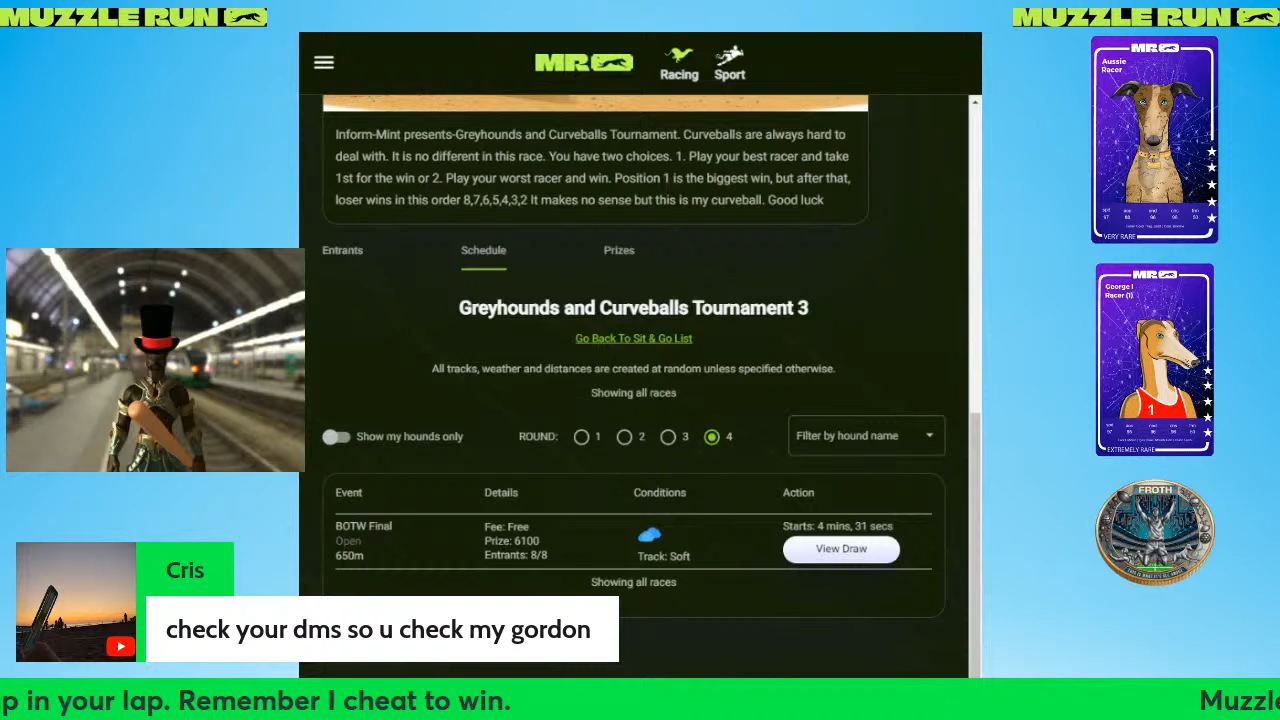 MUZZLE RUN
MUZZLE RUN
MR
Racing
Sport
Inform-Mint presents-Greyhounds and Curveballs Tournament. Curveballs are always hard to
deal with. It is no different in this race. You have two choices. 1. Play your best racer and take
1st for the win or 2. Play your worst racer and win. Position 1 is the biggest win, but after that,
loser wins in this order 8,7,6,5,4,3,2 It makes no sense but this is my curveball. Good luck
Entrants
Schedule
Prizes
Greyhounds and Curveballs Tournament 3
Go Back To Sit & Go List
All tracks, weather and distances are created at random unless specified otherwise.
Showing all races
Show my hounds only
ROUND: 1 2 3 4
Filter by hound name
Event Details Conditions Action
BOTW Final
Open
650m
Fee: Free
Prize: 6100
Entrants: 8/8
Track: Soft
Starts: 4 mins, 31 secs
View Draw
Showing all races
MR
Aussie
Racer
VERY RARE
MR
George I
Racer (1)
1
EXTREMELY RARE
FROTH
Cris
check your dms so u check my gordon
p in your lap. Remember I cheat to win.
Muzzle